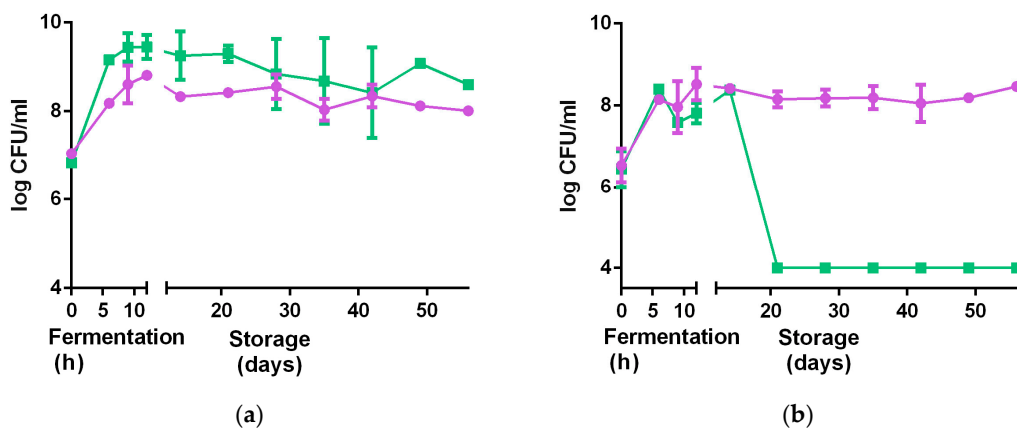 log CFU/ml
10
8
6
4
0 5 10 20 30 40 50
Fermentation Storage
(h) (days)
(a)
log CFU/ml
10
8
6
4
0 5 10 20 30 40 50
Fermentation Storage
(h) (days)
(b)